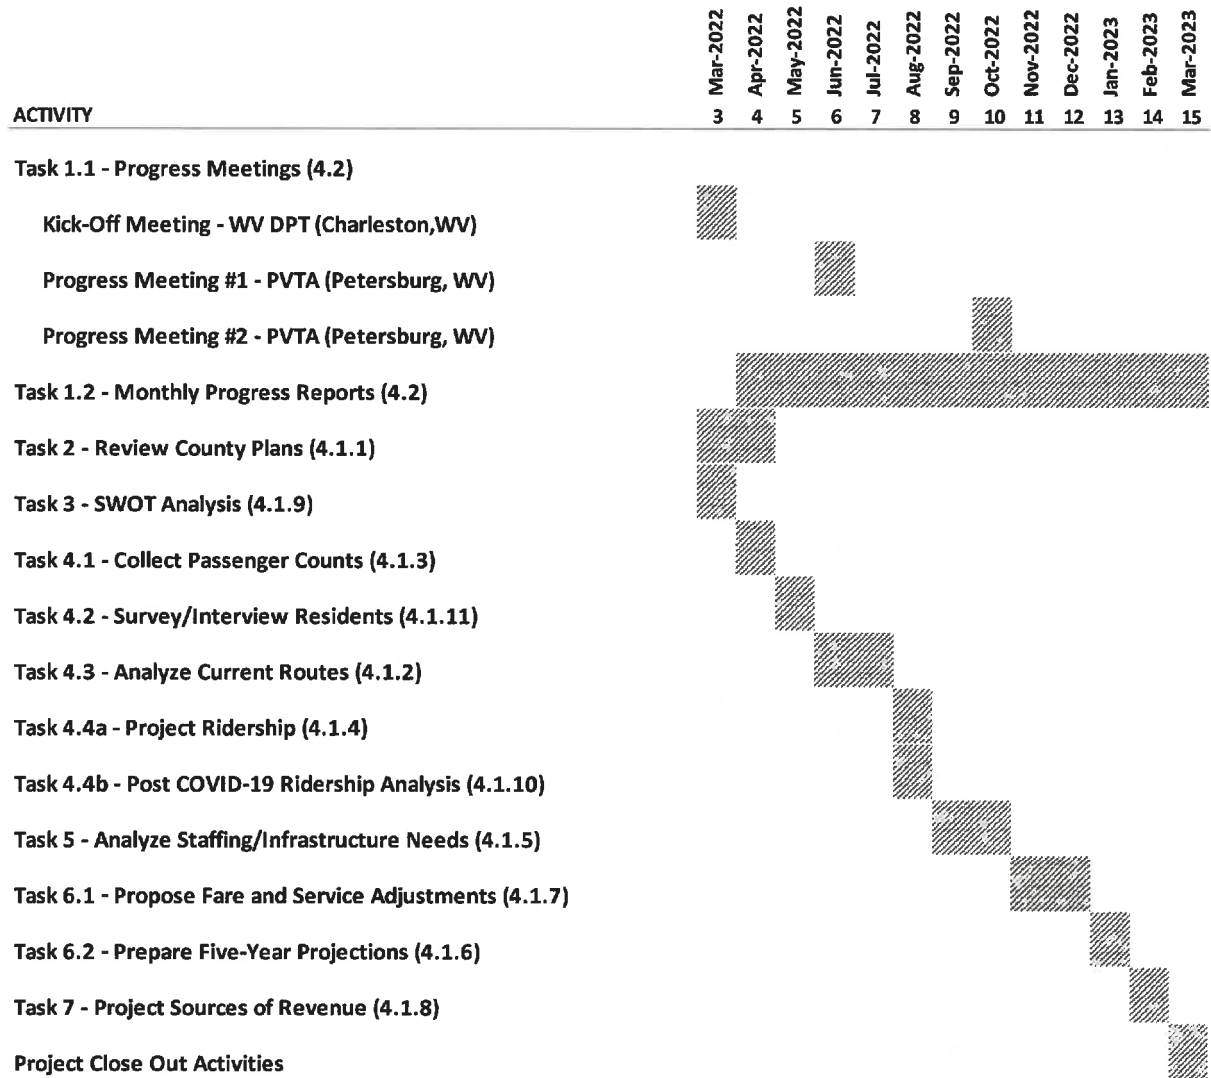 Mar-2022 Apr-2022 May-2022 Jun-2022 Jul-2022 Aug-2022 Sep-2022 Oct-2022 Nov-2022 Dec-2022 Jan-2023 Feb-2023 Mar-2023
ACTIVITY 3 4 5 6 7 8 9 10 11 12 13 14 15
Task 1.1 - Progress Meetings (4.2)
Kick-Off Meeting - WV DPT (Charleston,WV)
Progress Meeting #1 - PVTA (Petersburg, WV)
Progress Meeting #2 - PVTA (Petersburg, WV)
Task 1.2 - Monthly Progress Reports (4.2)
Task 2 - Review County Plans (4.1.1)
Task 3 - SWOT Analysis (4.1.9)
Task 4.1 - Collect Passenger Counts (4.1.3)
Task 4.2 - Survey/Interview Residents (4.1.11)
Task 4.3 - Analyze Current Routes (4.1.2)
Task 4.4a - Project Ridership (4.1.4)
Task 4.4b - Post COVID-19 Ridership Analysis (4.1.10)
Task 5 - Analyze Staffing/Infrastructure Needs (4.1.5)
Task 6.1 - Propose Fare and Service Adjustments (4.1.7)
Task 6.2 - Prepare Five-Year Projections (4.1.6)
Task 7 - Project Sources of Revenue (4.1.8)
Project Close Out Activities